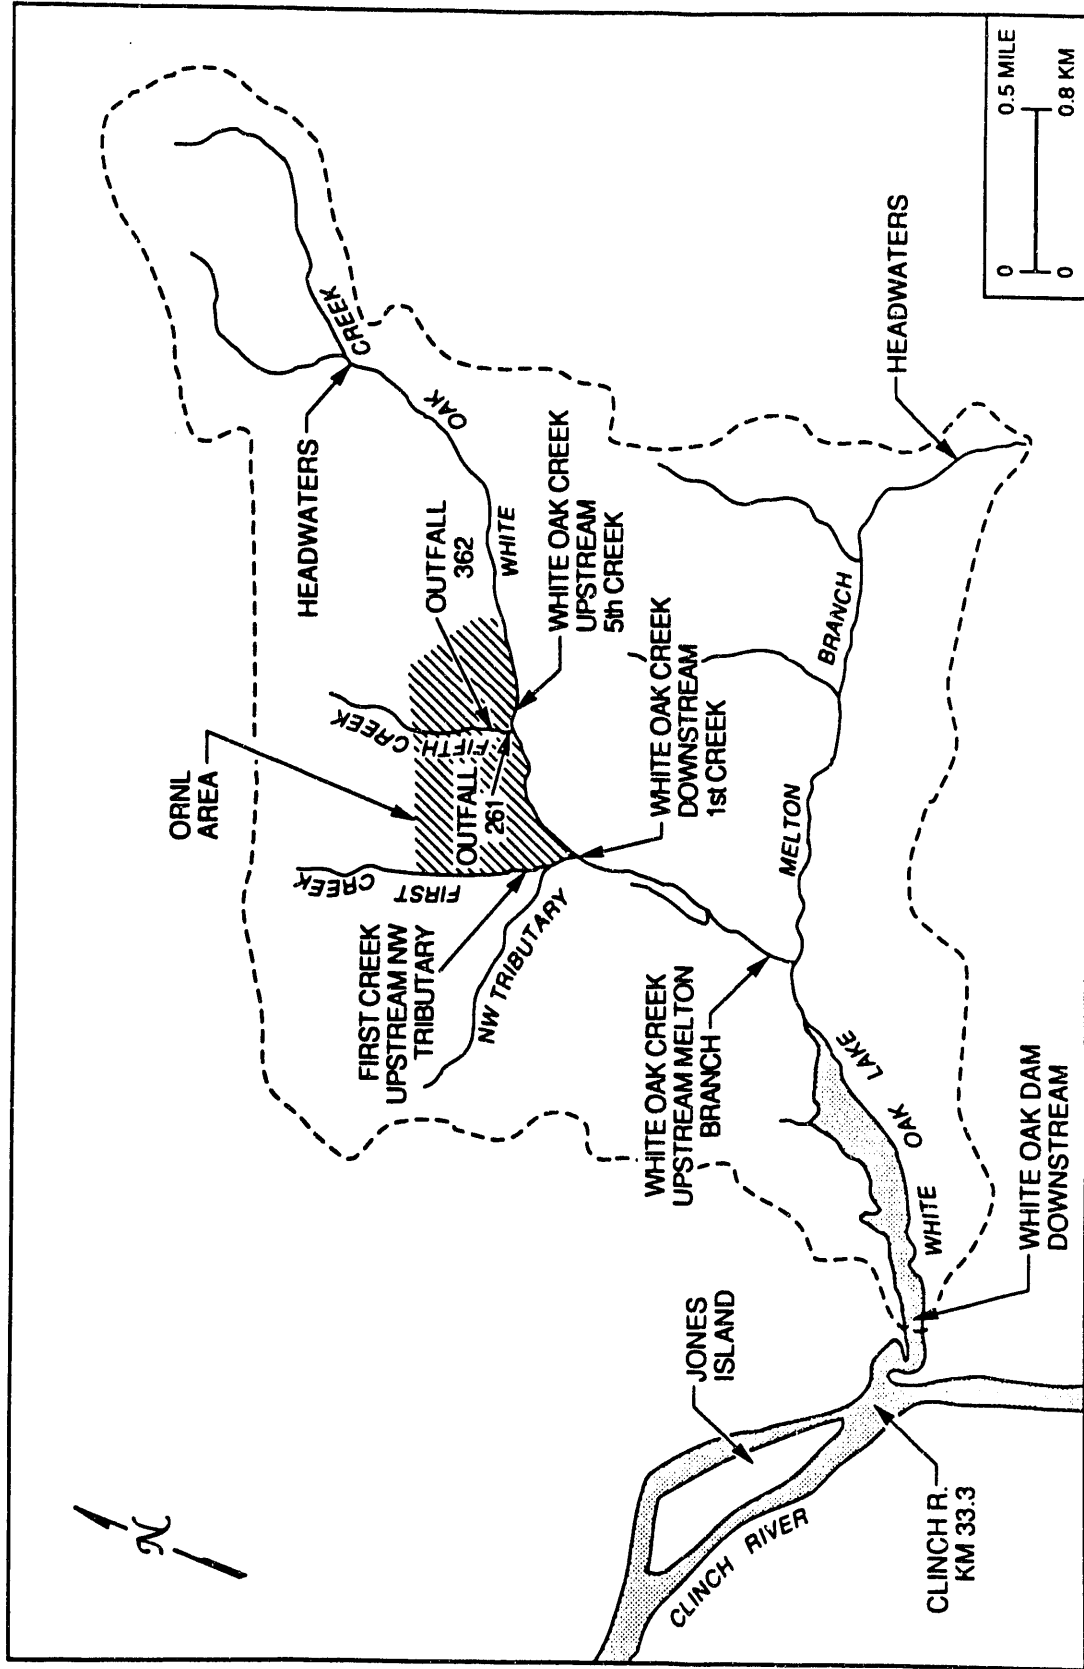 ORNL
AREA
HEADWATERS
CREEK
OAK
WHITE
OUTFALL
362
CREEK
FIFTH
OUTFALL
261
CREEK
FIRST
FIRST CREEK
UPSTREAM NW
TRIBUTARY
NW TRIBUTARY
WHITE OAK CREEK
UPSTREAM
5th CREEK
WHITE OAK CREEK
DOWNSTREAM
1st CREEK
WHITE OAK CREEK
UPSTREAM MELTON
BRANCH
MELTON
BRANCH
HEADWATERS
WHITE
OAK
LAKE
WHITE OAK DAM
DOWNSTREAM
JONES
ISLAND
CLINCH RIVER
CLINCH R.
KM 33.3
N
0
0.5 MILE
0
0.8 KM